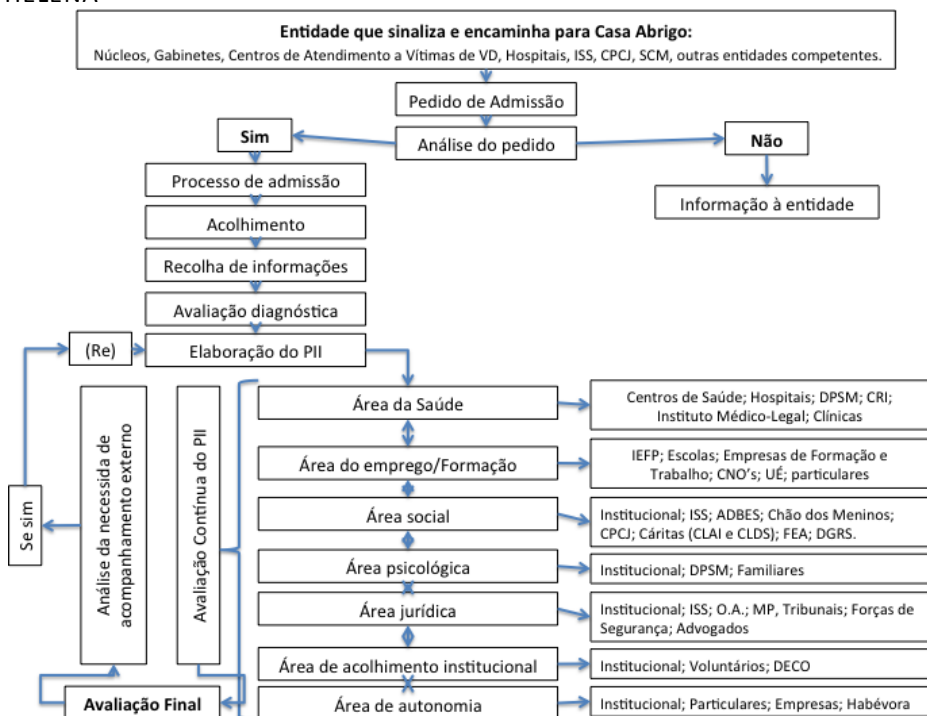 HELENA
Entidade que sinaliza e encaminha para Casa Abrigo:
Núcleos, Gabinetes, Centros de Atendimento a Vítimas de VD, Hospitais, ISS, CPCJ, SCM, outras entidades competentes.
Pedido de Admissão
Sim
Análise do pedido
Não
Processo de admissão
Informação à entidade
Acolhimento
Recolha de informações
Avaliação diagnóstica
(Re)
Elaboração do PII
Se sim
Análise da necessida de
acompanhamento externo
Avaliação Contínua do PII
Avaliação Final
Área da Saúde
Centros de Saúde; Hospitais; DPSM; CRI;
Instituto Médico-Legal; Clínicas
Área do emprego/Formação
IEFP; Escolas; Empresas de Formação e
Trabalho; CNO's; UÉ; particulares
Área social
Institucional; ISS; ADBES; Chão dos Meninos;
CPCJ; Cáritas (CLAI e CLDS); FEA; DGRS.
Área psicológica
Institucional; DPSM; Familiares
Área jurídica
Institucional; ISS; O.A.; MP, Tribunais; Forças de
Segurança; Advogados
Área de acolhimento institucional
Institucional; Voluntários; DECO
Área de autonomia
Institucional; Particulares; Empresas; Habévora